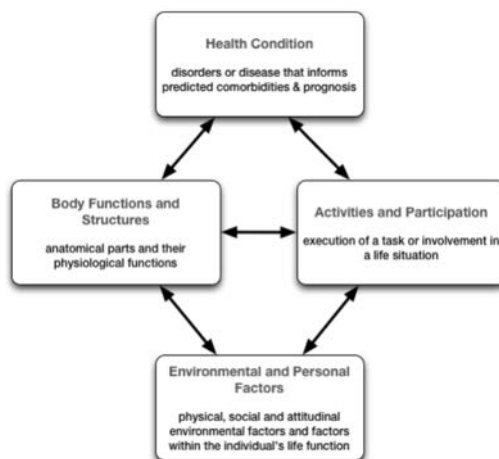 Health Condition
disorders or disease that informs
predicted comorbidities & prognosis
Body Functions and
Structures
anatomical parts and their
physiological functions
Activities and Participation
execution of a task or involvement in
a life situation
Environmental and Personal
Factors
physical, social and attitudinal
environmental factors and factors
within the individual's life function